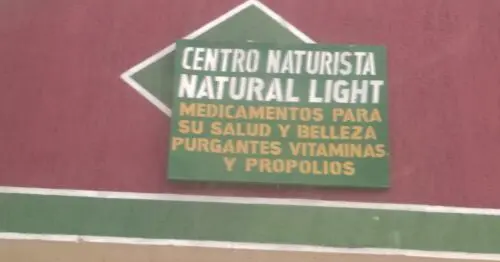 CENTRO NATURISTA
NATURAL LIGHT
MEDICAMENTOS PARA
SU SALUD Y BELLEZA
PURGANTES VITAMINAS
Y PROPOLIOS